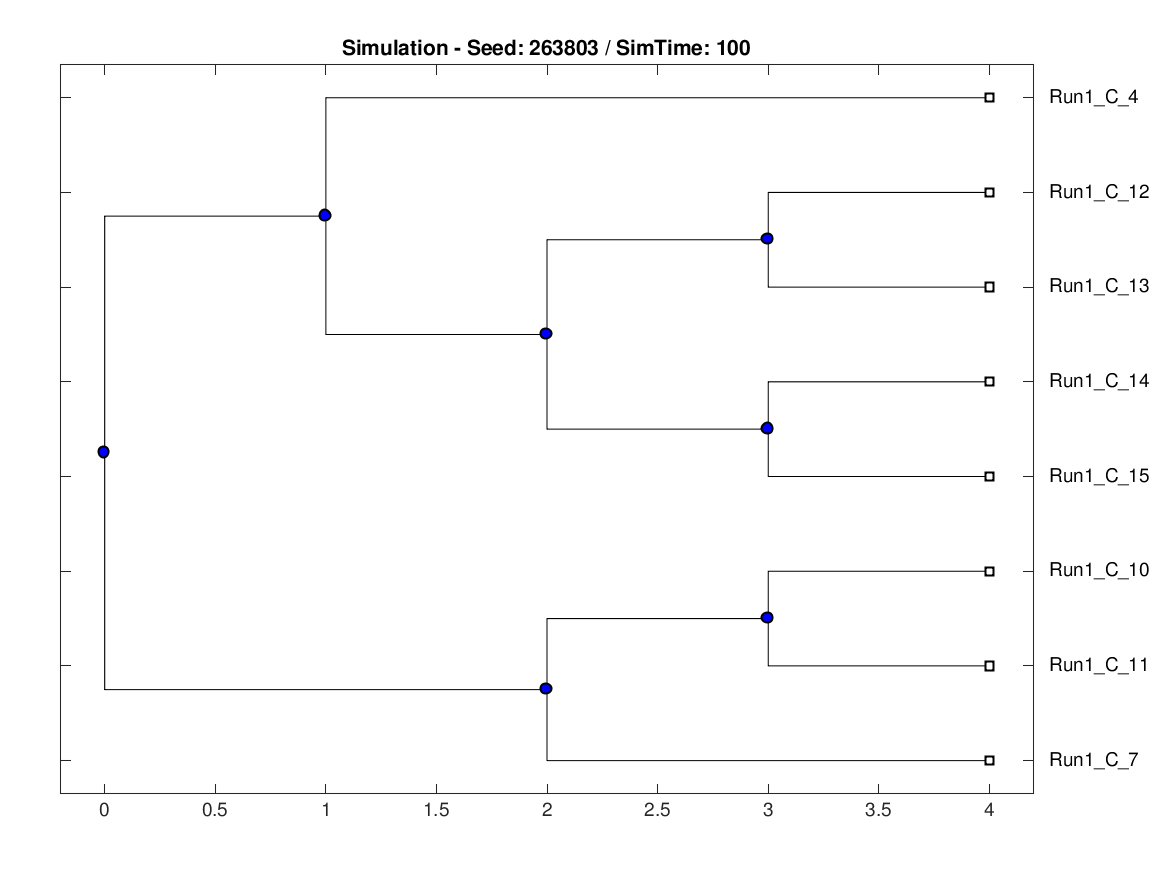 Simulation - Seed: 263803 / SimTime: 100
Run1_C_4
Run1_C_12
Run1_C_13
Run1_C_14
Run1_C_15
Run1_C_10
Run1_C_11
Run1_C_7
0 0.5 1 1.5 2 2.5 3 3.5 4